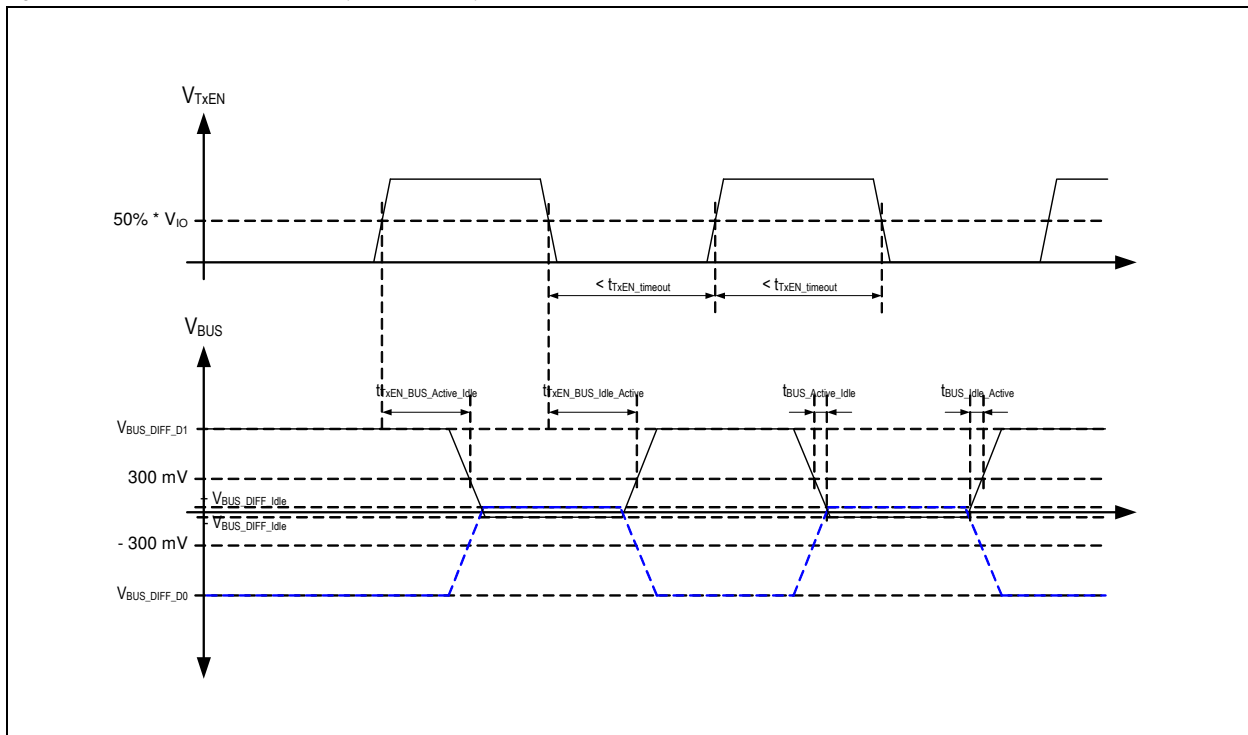 VTxEN
50% * VIO
< tTxEN_timeout
< tTxEN_timeout
VBUS
tTxEN_BUS_Active_Idle
tTxEN_BUS_Idle_Active
tBUS_Active_Idle
tBUS_Idle_Active
VBUS_DIFF_D1
300 mV
+ VBUS_DIFF_Idle
- VBUS_DIFF_Idle
- 300 mV
VBUS_DIFF_D0